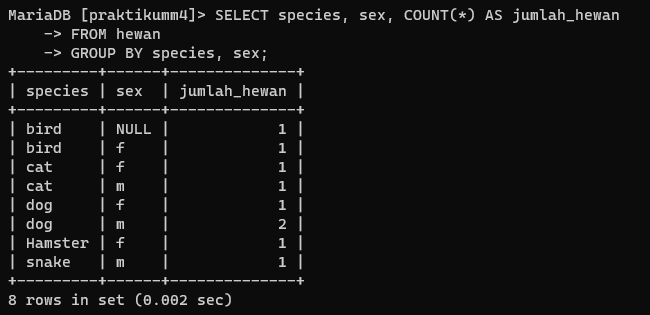 MariaDB [praktikumm4]> SELECT species, sex, COUNT(*) AS jumlah_hewan
    -> FROM hewan
    -> GROUP BY species, sex;
+---------+------+--------------+
| species | sex  | jumlah_hewan |
+---------+------+--------------+
| bird    | NULL |            1 |
| bird    | f    |            1 |
| cat     | f    |            1 |
| cat     | m    |            1 |
| dog     | f    |            1 |
| dog     | m    |            2 |
| Hamster | f    |            1 |
| snake   | m    |            1 |
+---------+------+--------------+
8 rows in set (0.002 sec)